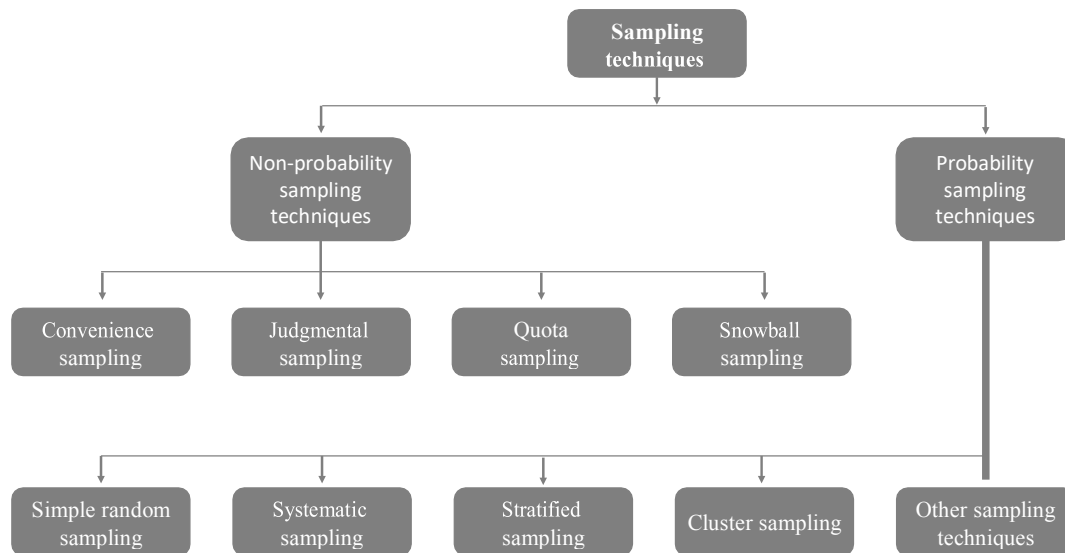 Sampling
techniques
Non-probability
sampling
techniques
Probability
sampling
techniques
Convenience
sampling
Judgmental
sampling
Quota
sampling
Snowball
sampling
Simple random
sampling
Systematic
sampling
Stratified
sampling
Cluster sampling
Other sampling
techniques